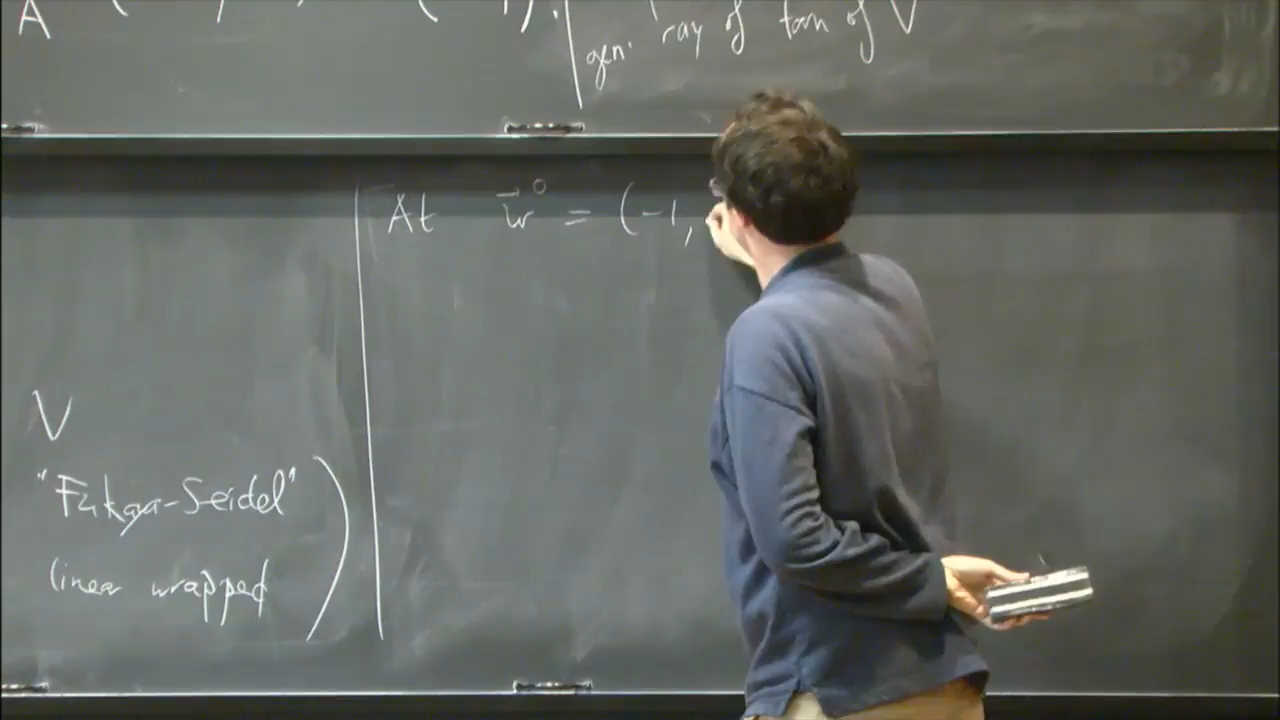 A ( ( ).
gen. ray of fan of V
At w⃗° = (-1,
V
"Fukaya-Seidel"
linear wrapped )